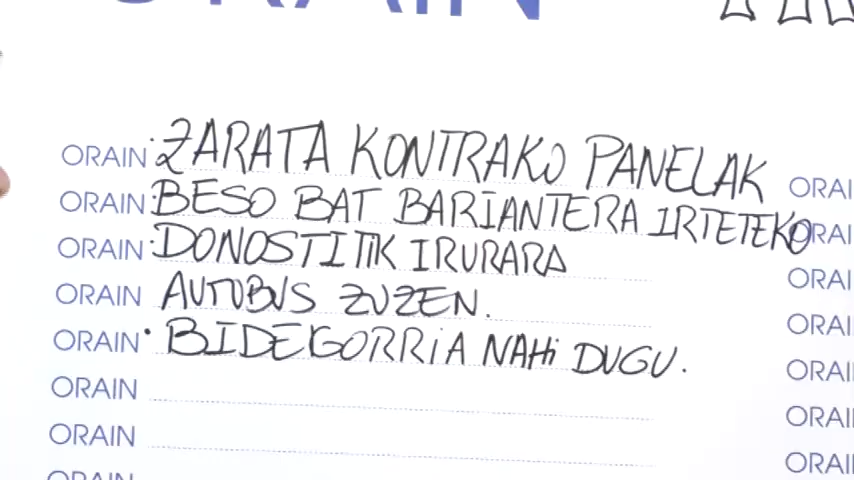 ORAIN · ZARATA KONTRAKO PANELAK
ORAIN BESO BAT BARIANTERA IRTETEKO
ORAIN · DONOSTITIK IRURARA
ORAIN AUTOBUS ZUZEN.
ORAIN · BIDEGORRIA NAHi DUGU.
ORAIN
ORAIN
ORAIN